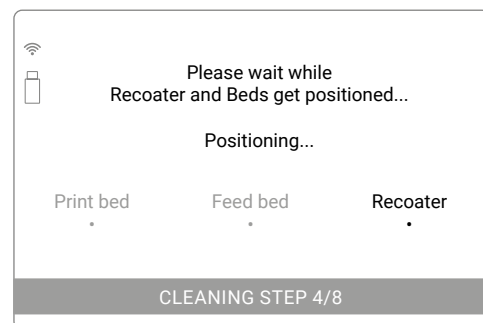 Please wait while
Recoater and Beds get positioned...
Positioning...
Print bed Feed bed Recoater
CLEANING STEP 4/8